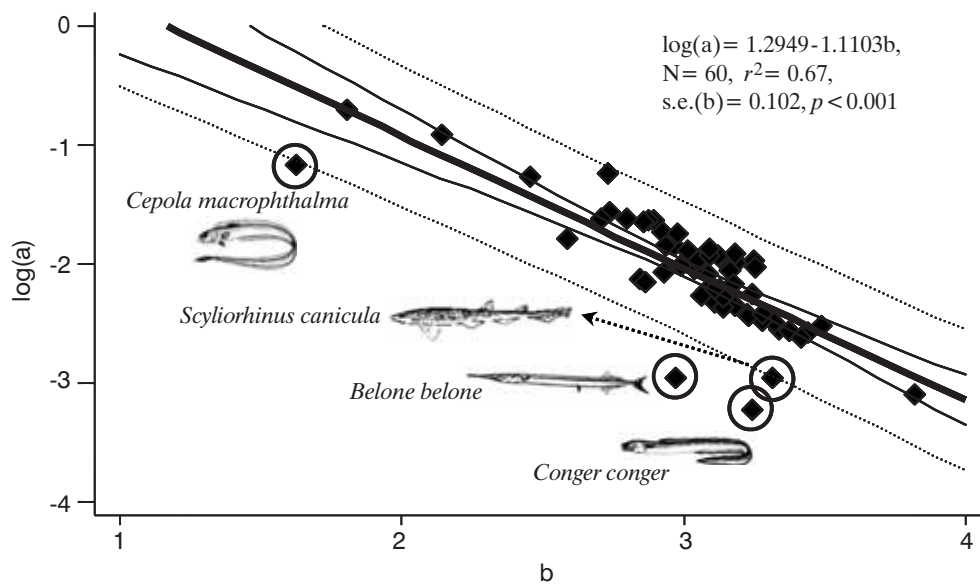 0
log(a) = 1.2949-1.1103b,
N= 60, r² = 0.67,
s.e.(b) = 0.102, p < 0.001
-1
Cepola macrophthalma
log(a)
-2
Scyliorhinus canicula
-3
Belone belone
Conger conger
-4
1
2
3
4
b